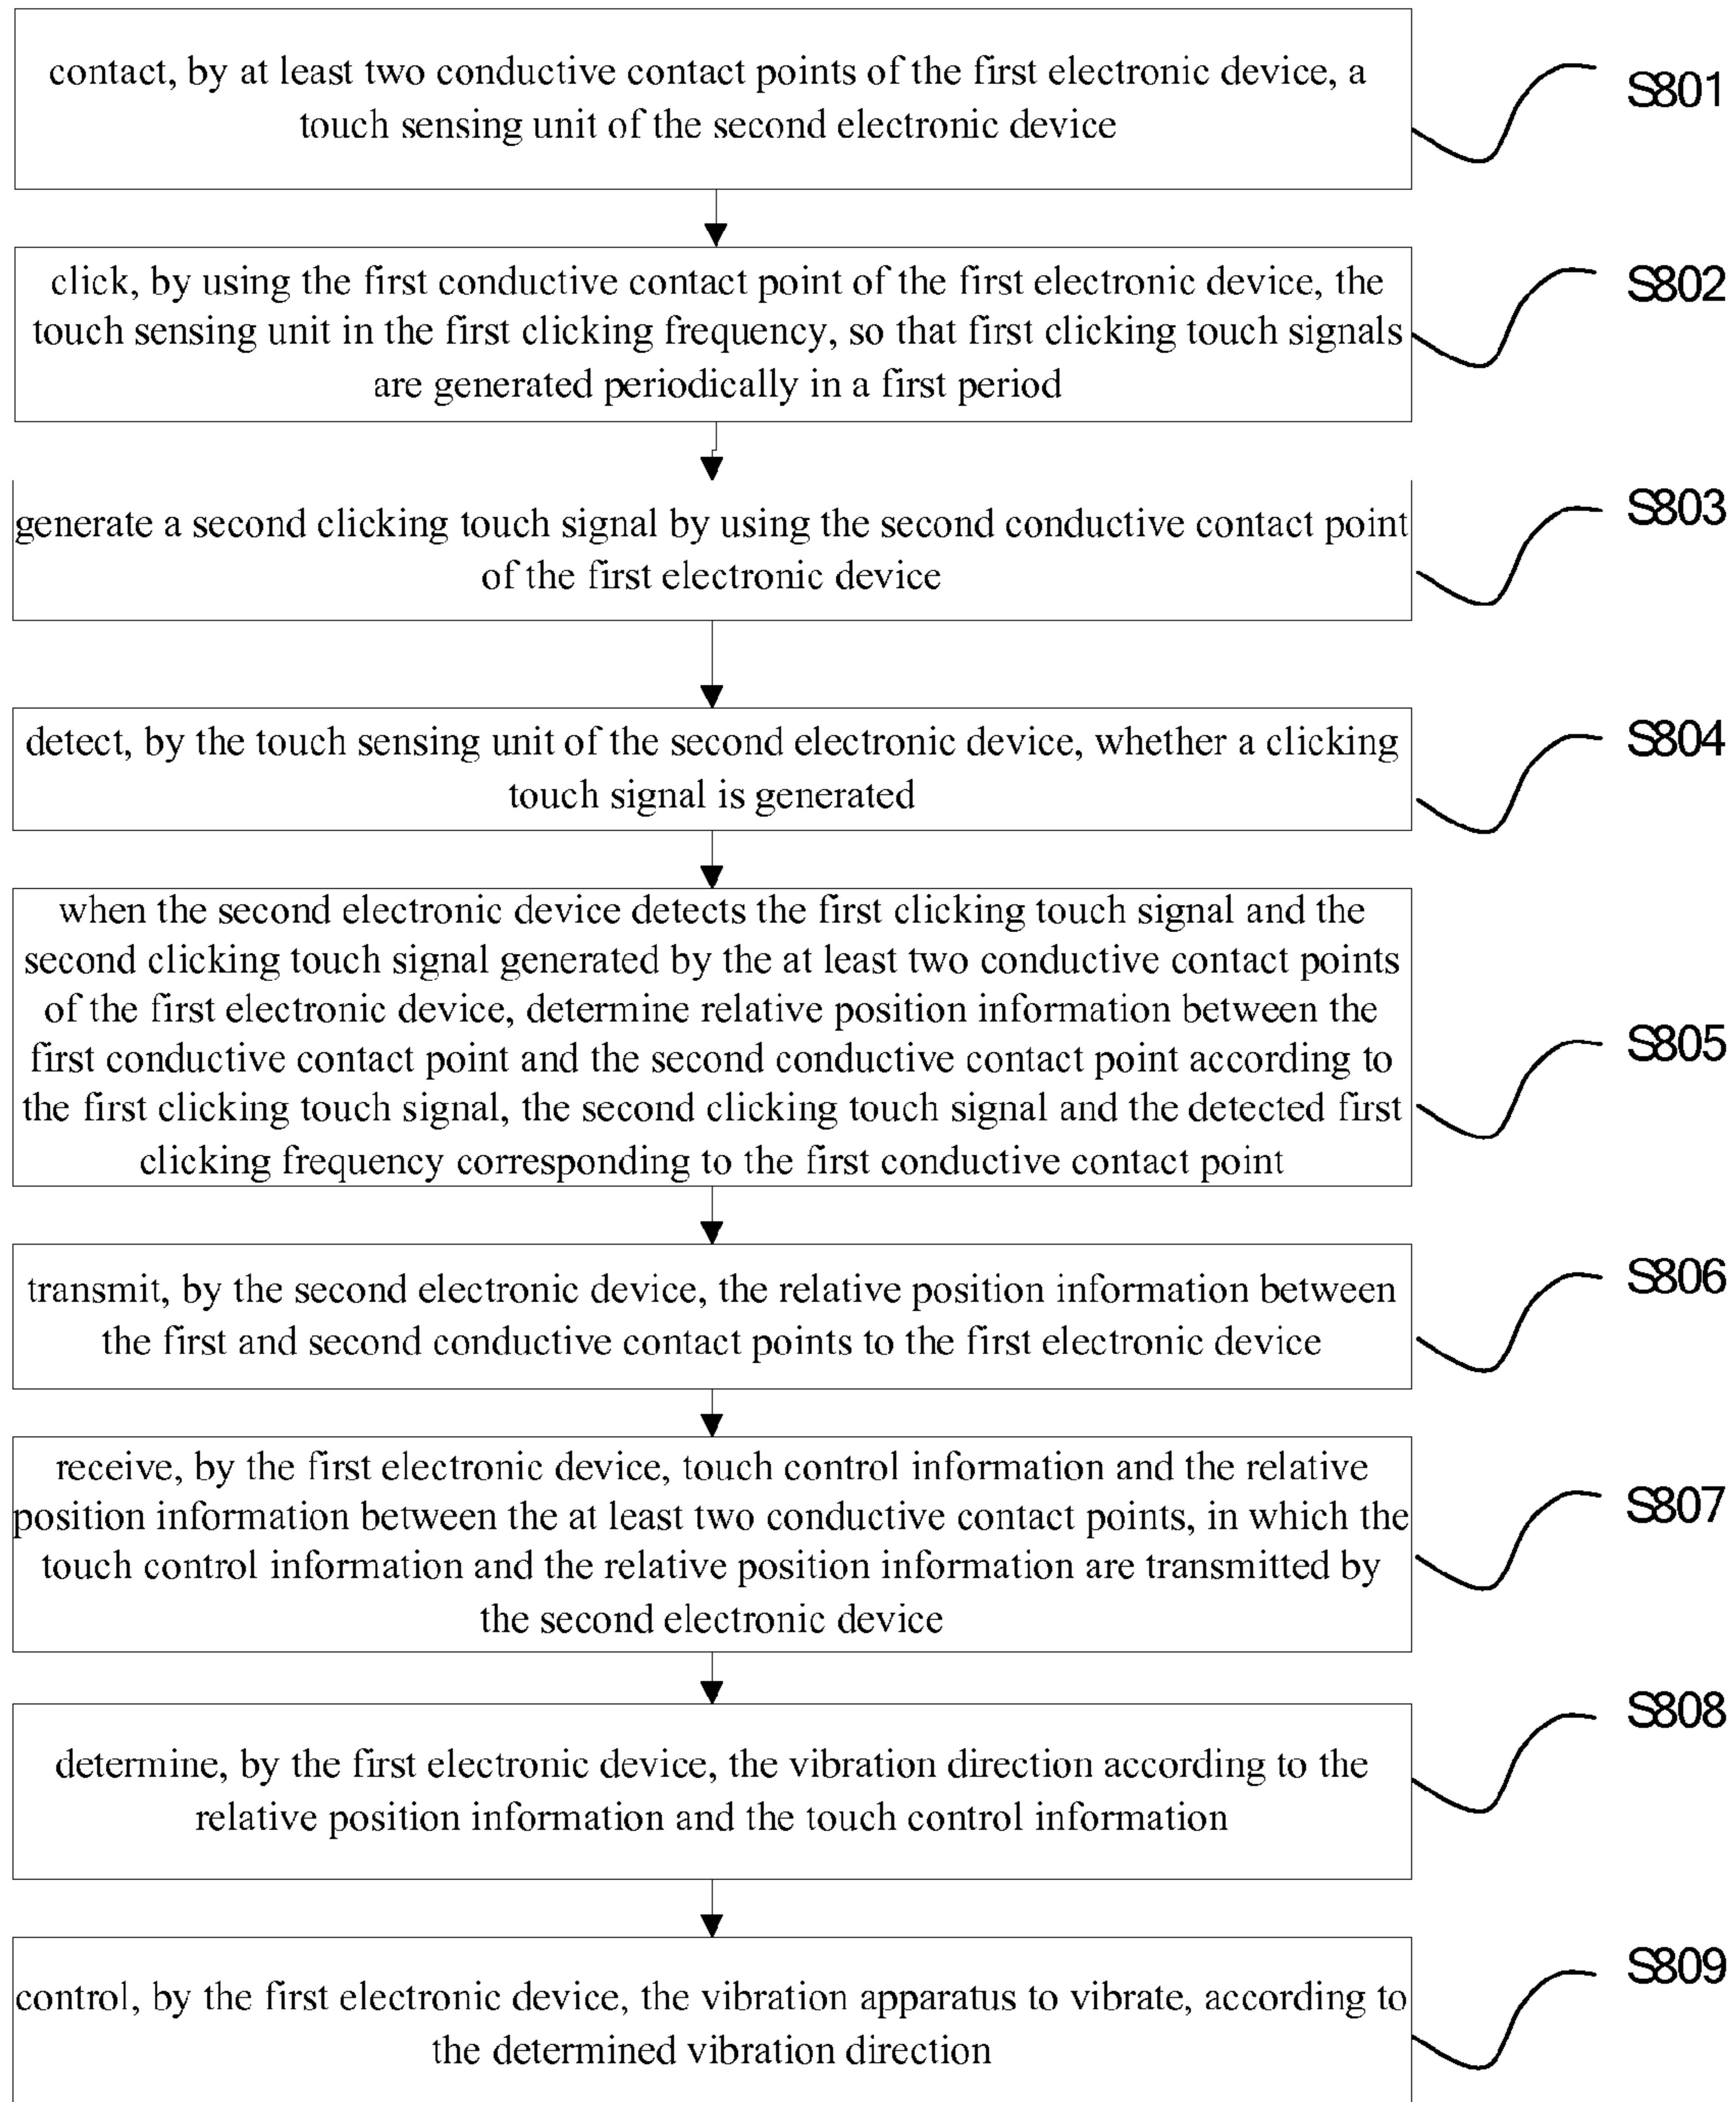 contact, by at least two conductive contact points of the first electronic device, a
touch sensing unit of the second electronic device
S801
click, by using the first conductive contact point of the first electronic device, the
touch sensing unit in the first clicking frequency, so that first clicking touch signals
are generated periodically in a first period
S802
generate a second clicking touch signal by using the second conductive contact point
of the first electronic device
S803
detect, by the touch sensing unit of the second electronic device, whether a clicking
touch signal is generated
S804
when the second electronic device detects the first clicking touch signal and the
second clicking touch signal generated by the at least two conductive contact points
of the first electronic device, determine relative position information between the
first conductive contact point and the second conductive contact point according to
the first clicking touch signal, the second clicking touch signal and the detected first
clicking frequency corresponding to the first conductive contact point
S805
transmit, by the second electronic device, the relative position information between
the first and second conductive contact points to the first electronic device
S806
receive, by the first electronic device, touch control information and the relative
position information between the at least two conductive contact points, in which the
touch control information and the relative position information are transmitted by
the second electronic device
S807
determine, by the first electronic device, the vibration direction according to the
relative position information and the touch control information
S808
control, by the first electronic device, the vibration apparatus to vibrate, according to
the determined vibration direction
S809